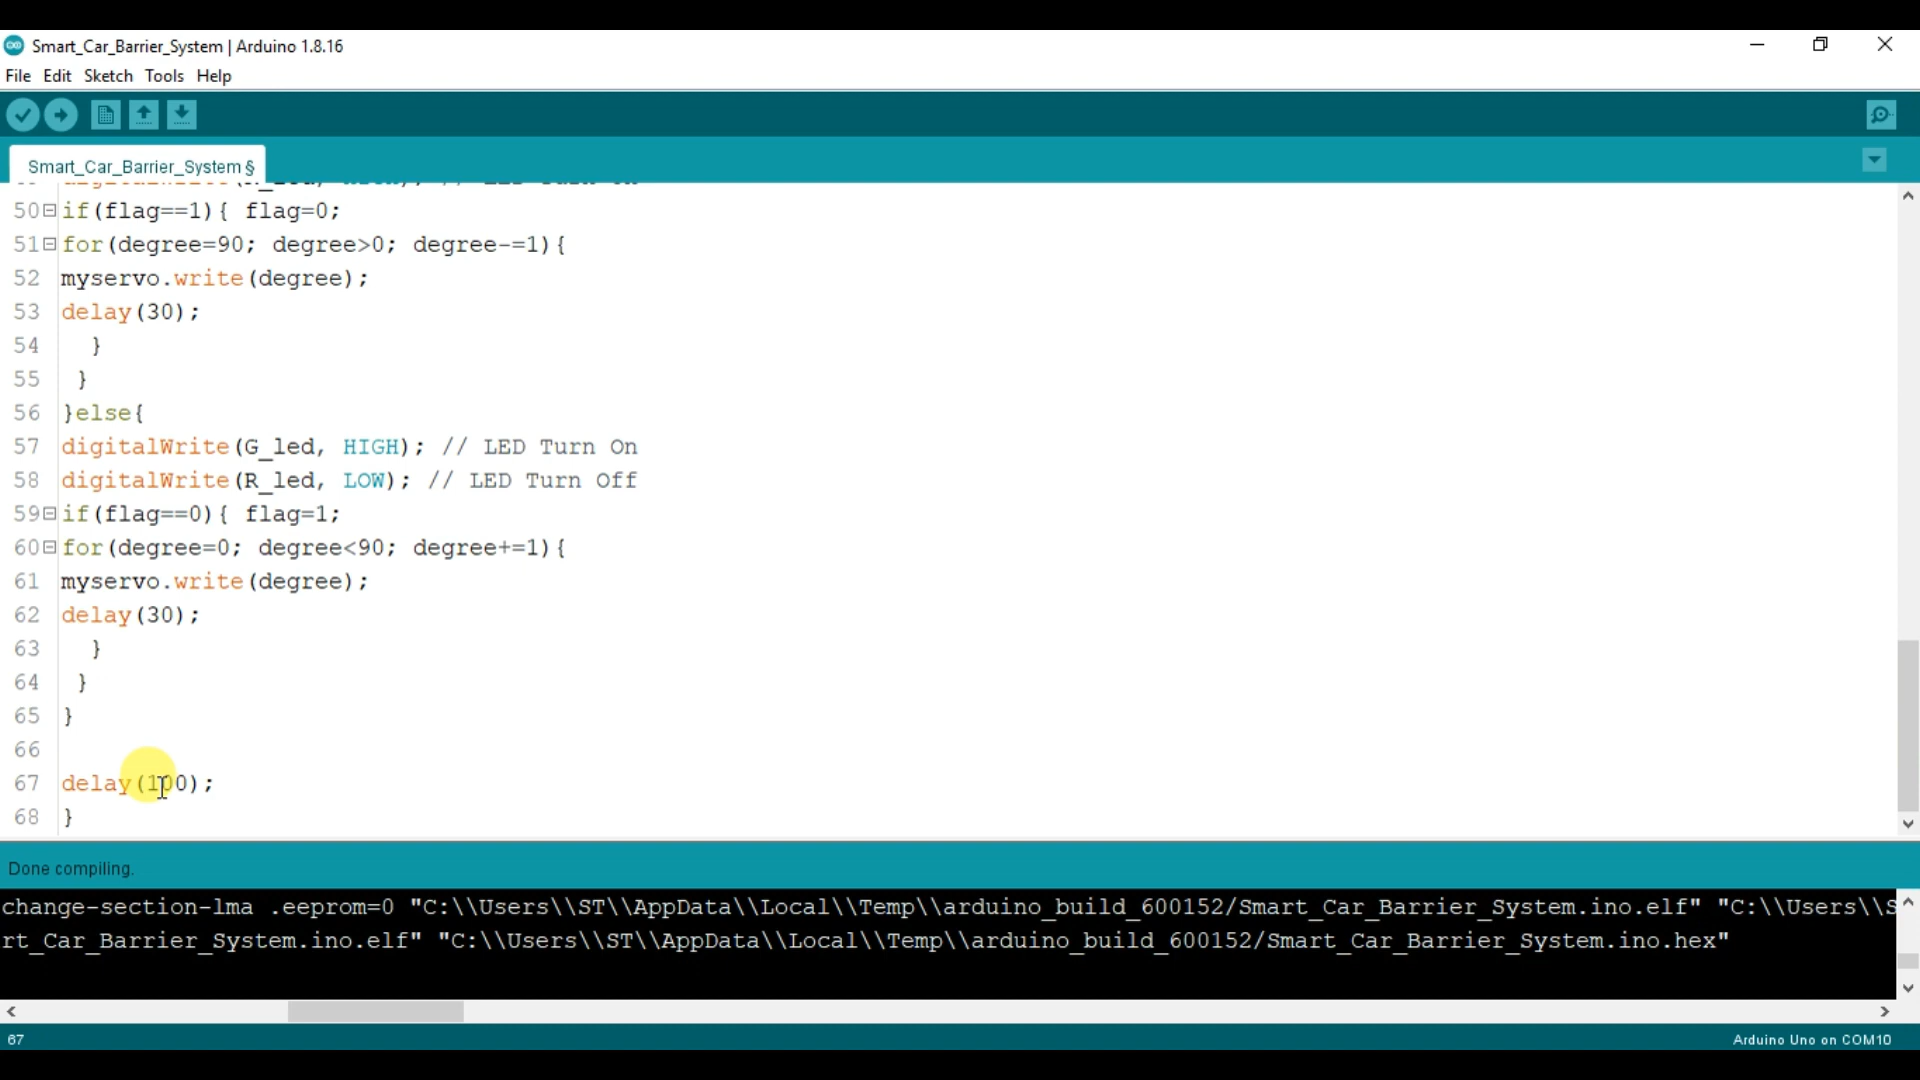 Smart_Car_Barrier_System | Arduino 1.8.16
File Edit Sketch Tools Help
Smart_Car_Barrier_System §
50 if(flag==1){ flag=0;
51 for(degree=90; degree>0; degree-=1){
52 myservo.write(degree);
53 delay(30);
54 }
55 }
56 }else{
57 digitalWrite(G_led, HIGH); // LED Turn On
58 digitalWrite(R_led, LOW); // LED Turn Off
59 if(flag==0){ flag=1;
60 for(degree=0; degree<90; degree+=1){
61 myservo.write(degree);
62 delay(30);
63 }
64 }
65 }
66
67 delay(100);
68 }
Done compiling.
change-section-lma .eeprom=0 "C:\\Users\\ST\\AppData\\Local\\Temp\\arduino_build_600152/Smart_Car_Barrier_System.ino.elf" "C:\\Users\\S
rt_Car_Barrier_System.ino.elf" "C:\\Users\\ST\\AppData\\Local\\Temp\\arduino_build_600152/Smart_Car_Barrier_System.ino.hex"
67 Arduino Uno on COM10